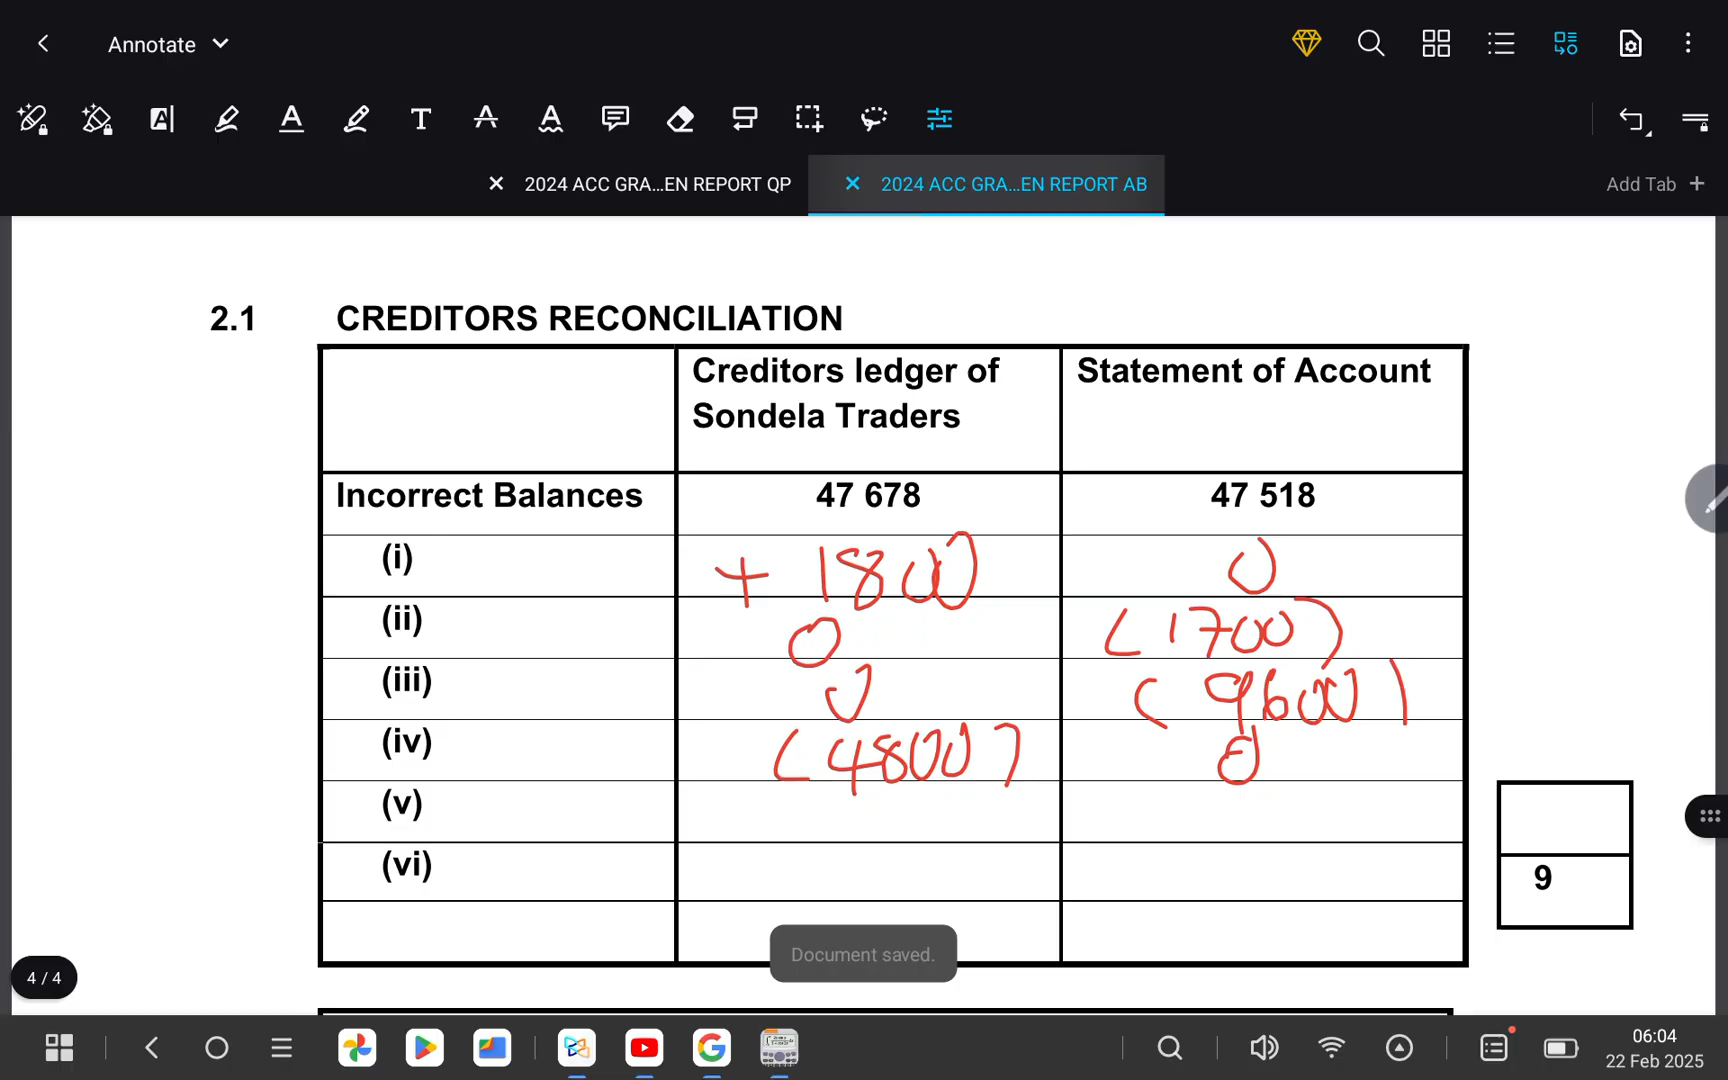 Annotate
A
A
T
A
A
2024 ACC GRA...EN REPORT QP
2024 ACC GRA...EN REPORT AB
Add Tab +
2.1 CREDITORS RECONCILIATION
Creditors ledger of Sondela Traders
Statement of Account
Incorrect Balances 47 678 47 518
(i) + 1800 0
(ii) 0 (1700)
(iii) 0 (9600)
(iv) (4800) 0
(v)
(vi)
9
Document saved.
4 / 4
06:04
22 Feb 2025